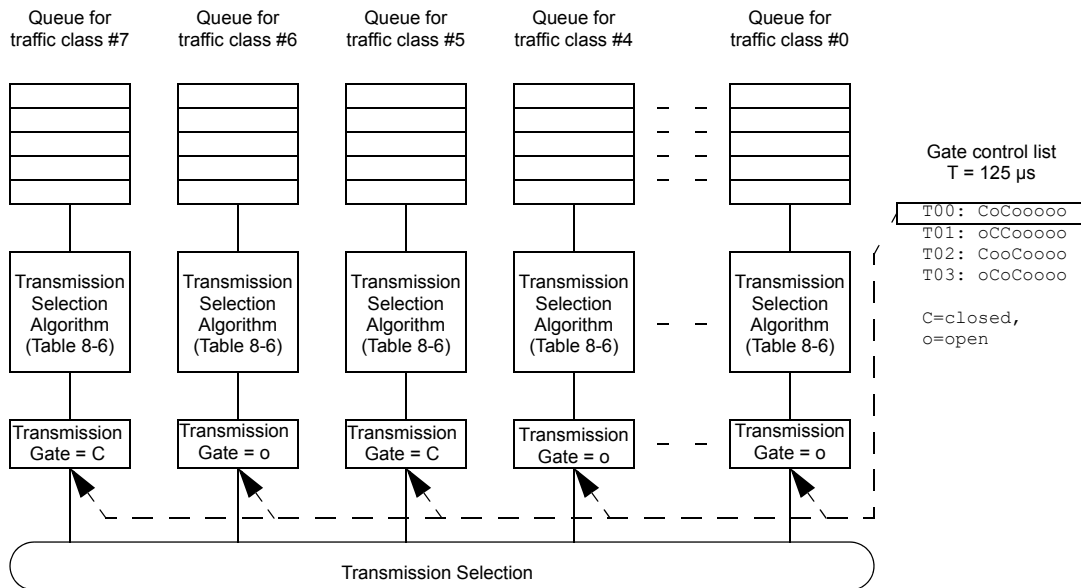 Queue for
traffic class #7
Queue for
traffic class #6
Queue for
traffic class #5
Queue for
traffic class #4
Queue for
traffic class #0
Gate control list
T = 125 µs
T00: CoCooooo
T01: oCCooooo
T02: CooCoooo
T03: oCoCoooo
C=closed,
o=open
Transmission
Selection
Algorithm
(Table 8-6)
Transmission
Selection
Algorithm
(Table 8-6)
Transmission
Selection
Algorithm
(Table 8-6)
Transmission
Selection
Algorithm
(Table 8-6)
Transmission
Selection
Algorithm
(Table 8-6)
Transmission
Gate = C
Transmission
Gate = o
Transmission
Gate = C
Transmission
Gate = o
Transmission
Gate = o
Transmission Selection